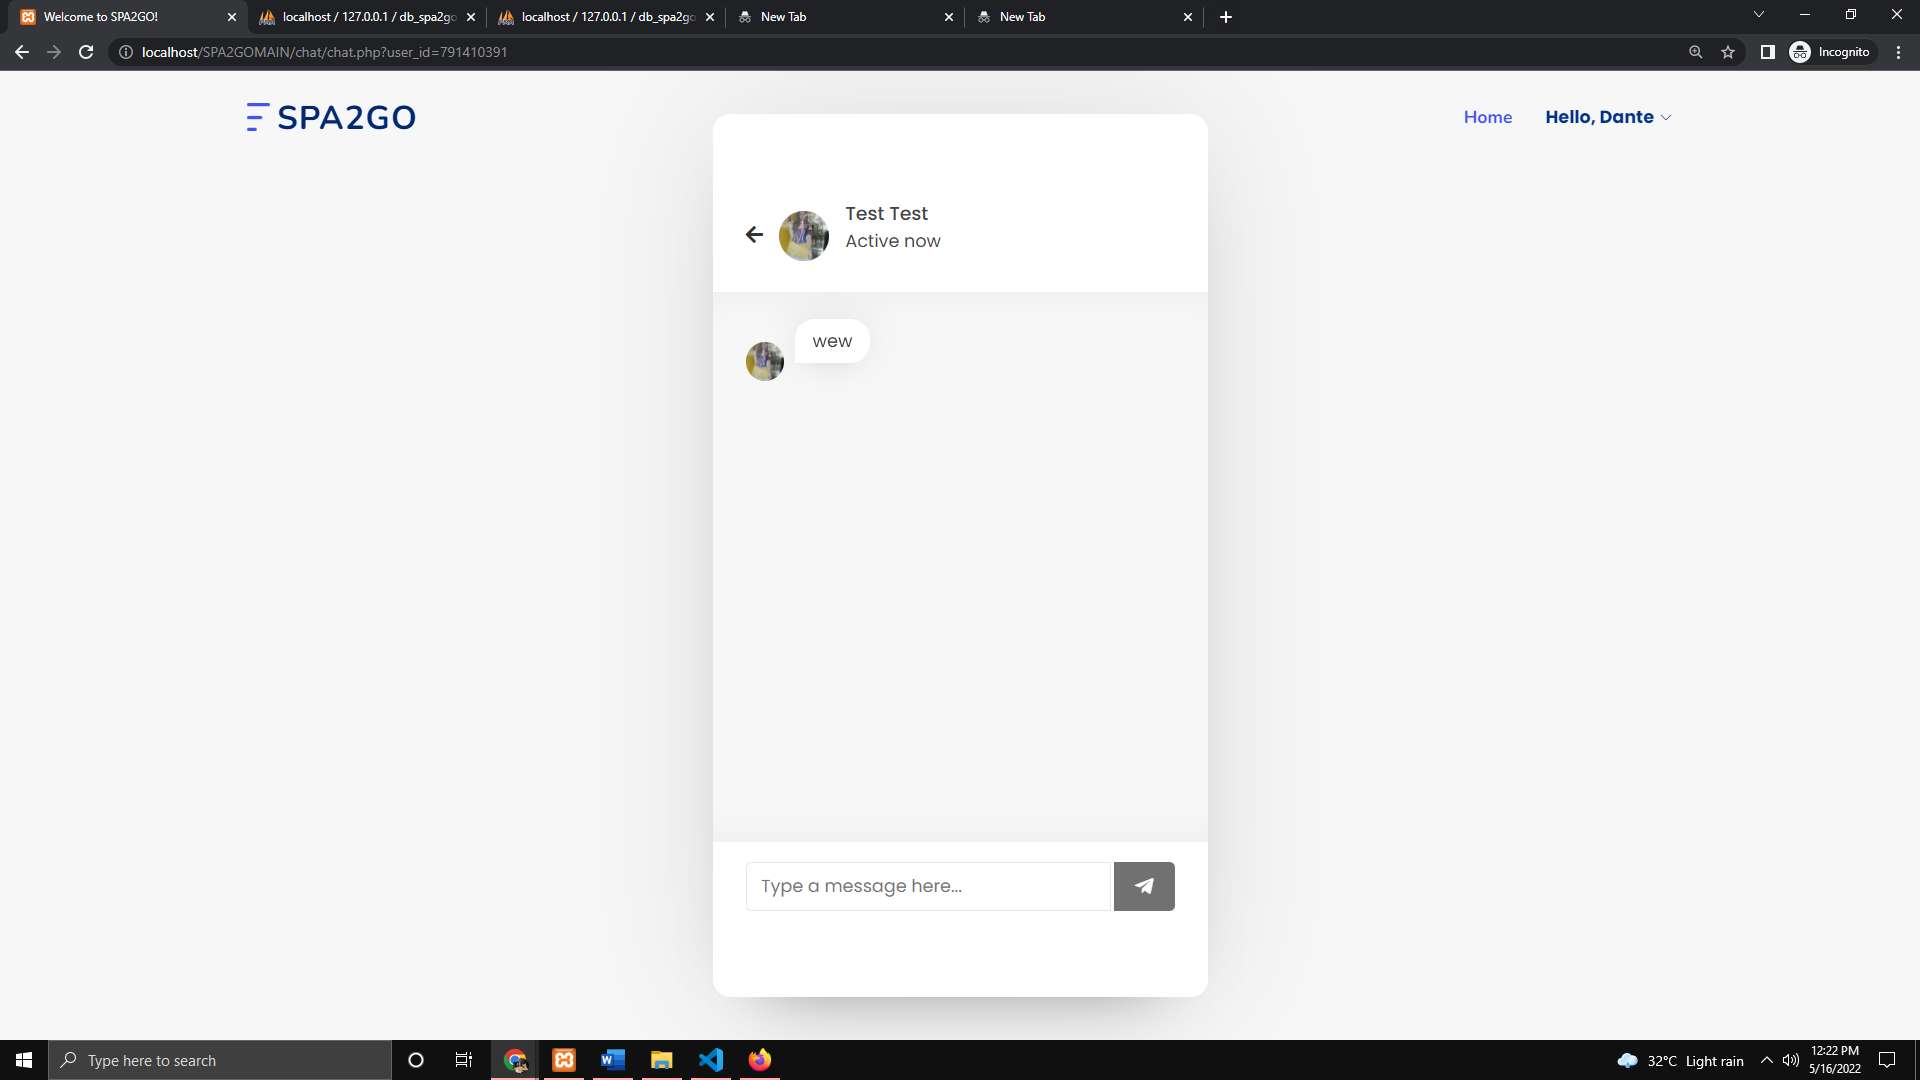 Welcome to SPA2GO!
localhost / 127.0.0.1 / db_spa2go
localhost / 127.0.0.1 / db_spa2go
New Tab
New Tab
localhost/SPA2GOMAIN/chat/chat.php?user_id=791410391
Incognito
SPA2GO
Home
Hello, Dante
Test Test
Active now
wew
Type a message here...
Type here to search
32°C Light rain
12:22 PM
5/16/2022